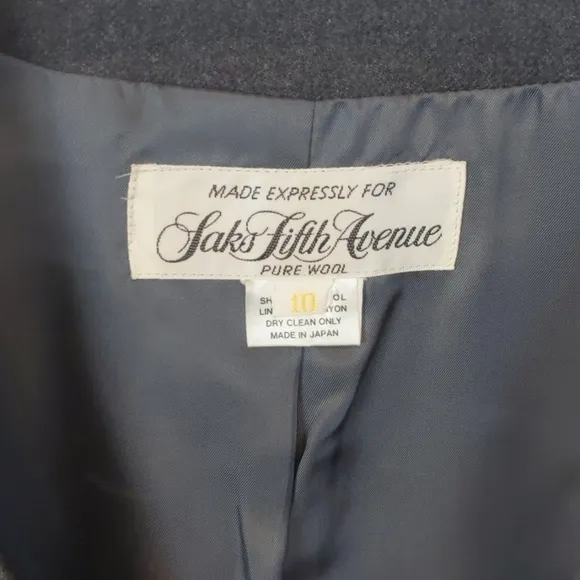 MADE EXPRESSLY FOR
Saks Fifth Avenue
PURE WOOL
10
DRY CLEAN ONLY
MADE IN JAPAN